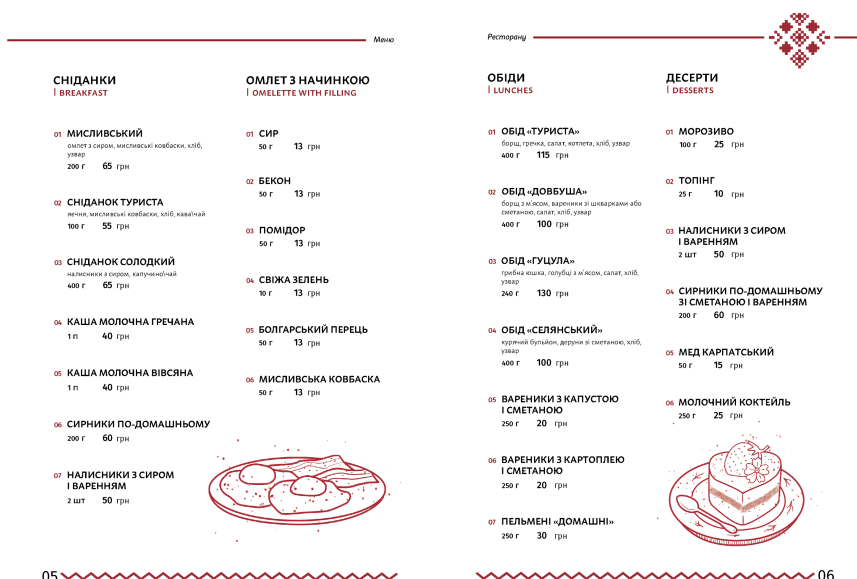 Меню
СНІДАНКИ
| BREAKFAST
01 МИСЛИВСЬКИЙ
омлет з сиром, мисливські ковбаски, хліб,
узвар
200 г 65 грн
02 СНІДАНОК ТУРИСТА
яєчня, мисливські ковбаски, хліб, кава\чай
100 г 55 грн
03 СНІДАНОК СОЛОДКИЙ
налисники з сиром, капучино\чай
400 г 65 грн
04 КАША МОЛОЧНА ГРЕЧАНА
1 п 40 грн
05 КАША МОЛОЧНА ВІВСЯНА
1 п 40 грн
06 СИРНИКИ ПО-ДОМАШНЬОМУ
200 г 60 грн
07 НАЛИСНИКИ З СИРОМ
І ВАРЕННЯМ
2 шт 50 грн
ОМЛЕТ З НАЧИНКОЮ
| OMELETTE WITH FILLING
01 СИР
50 г 13 грн
02 БЕКОН
50 г 13 грн
03 ПОМІДОР
50 г 13 грн
04 СВІЖА ЗЕЛЕНЬ
10 г 13 грн
05 БОЛГАРСЬКИЙ ПЕРЕЦЬ
50 г 13 грн
06 МИСЛИВСЬКА КОВБАСКА
50 г 13 грн
05
Ресторану
ОБІДИ
| LUNCHES
01 ОБІД «ТУРИСТА»
борщ, гречка, салат, котлета, хліб, узвар
400 г 115 грн
02 ОБІД «ДОВБУША»
борщ з м'ясом, вареники зі шкварками або
сметаною, салат, хліб, узвар
400 г 100 грн
03 ОБІД «ГУЦУЛА»
грибна юшка, голубці з м'ясом, салат, хліб,
узвар
240 г 130 грн
04 ОБІД «СЕЛЯНСЬКИЙ»
курячий бульйон, деруни зі сметаною, хліб,
узвар
400 г 100 грн
05 ВАРЕНИКИ З КАПУСТОЮ
І СМЕТАНОЮ
250 г 20 грн
06 ВАРЕНИКИ З КАРТОПЛЕЮ
І СМЕТАНОЮ
250 г 20 грн
07 ПЕЛЬМЕНІ «ДОМАШНІ»
250 г 30 грн
ДЕСЕРТИ
| DESSERTS
01 МОРОЗИВО
100 г 25 грн
02 ТОПІНГ
25 г 10 грн
03 НАЛИСНИКИ З СИРОМ
І ВАРЕННЯМ
2 шт 50 грн
04 СИРНИКИ ПО-ДОМАШНЬОМУ
ЗІ СМЕТАНОЮ І ВАРЕННЯМ
200 г 60 грн
05 МЕД КАРПАТСЬКИЙ
50 г 15 грн
06 МОЛОЧНИЙ КОКТЕЙЛЬ
250 г 25 грн
06